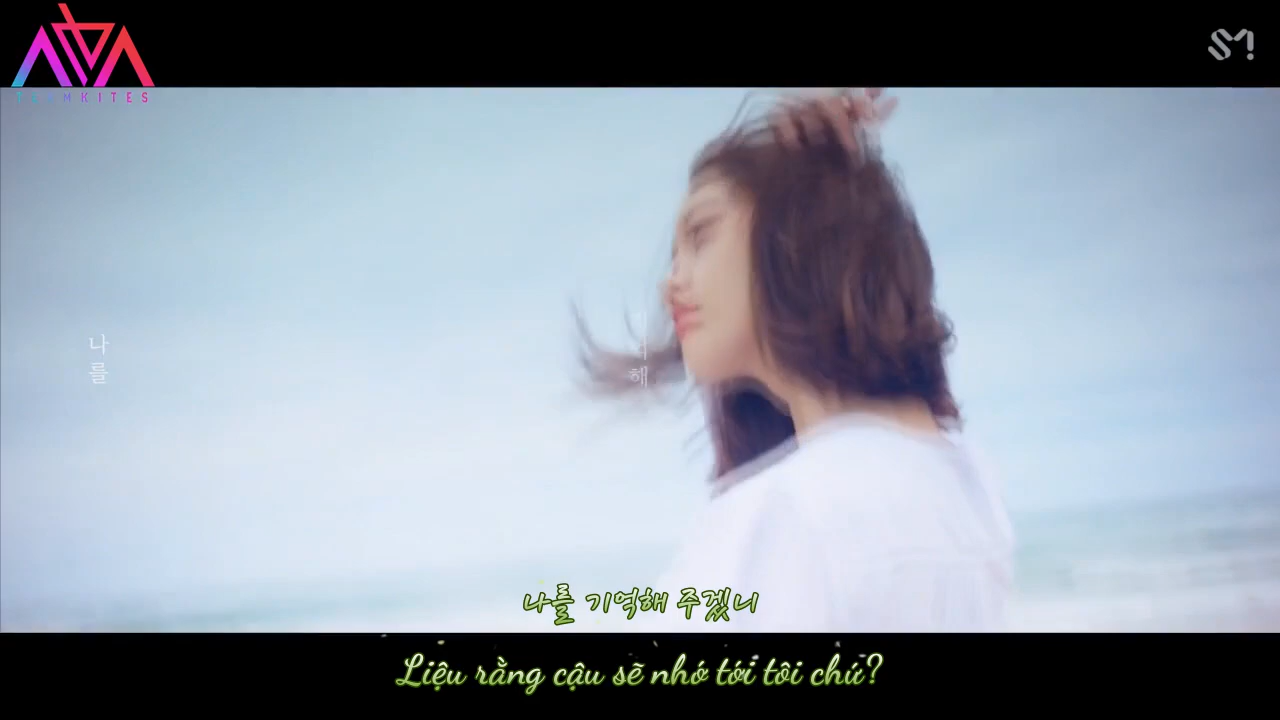 TEAMKITES
SM
나를
해
나를 기억해 주겠니
Liệu rằng cậu sẽ nhớ tới tôi chứ?